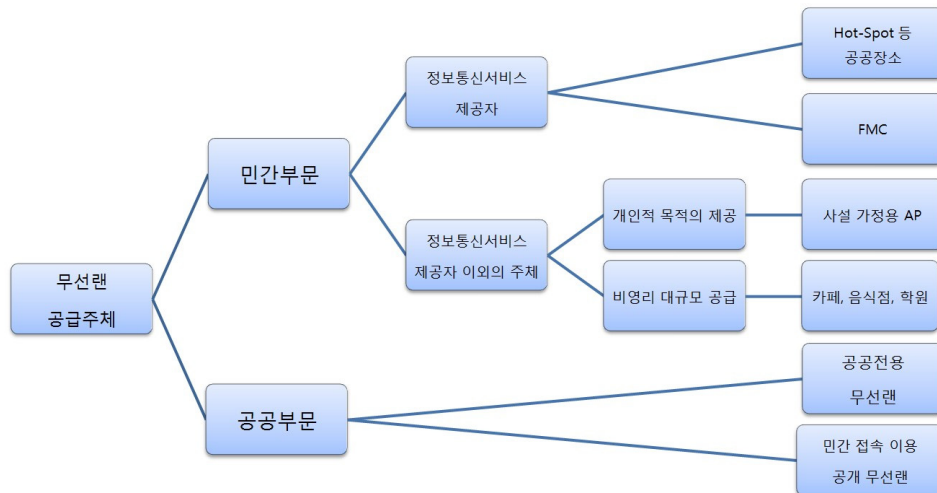 Hot-Spot 등
공공장소
정보통신서비스
제공자
FMC
민간부문
개인적 목적의 제공
사설 가정용 AP
정보통신서비스
제공자 이외의 주체
비영리 대규모 공급
카페, 음식점, 학원
무선랜
공급주체
공공전용
무선랜
공공부문
민간 접속 이용
공개 무선랜